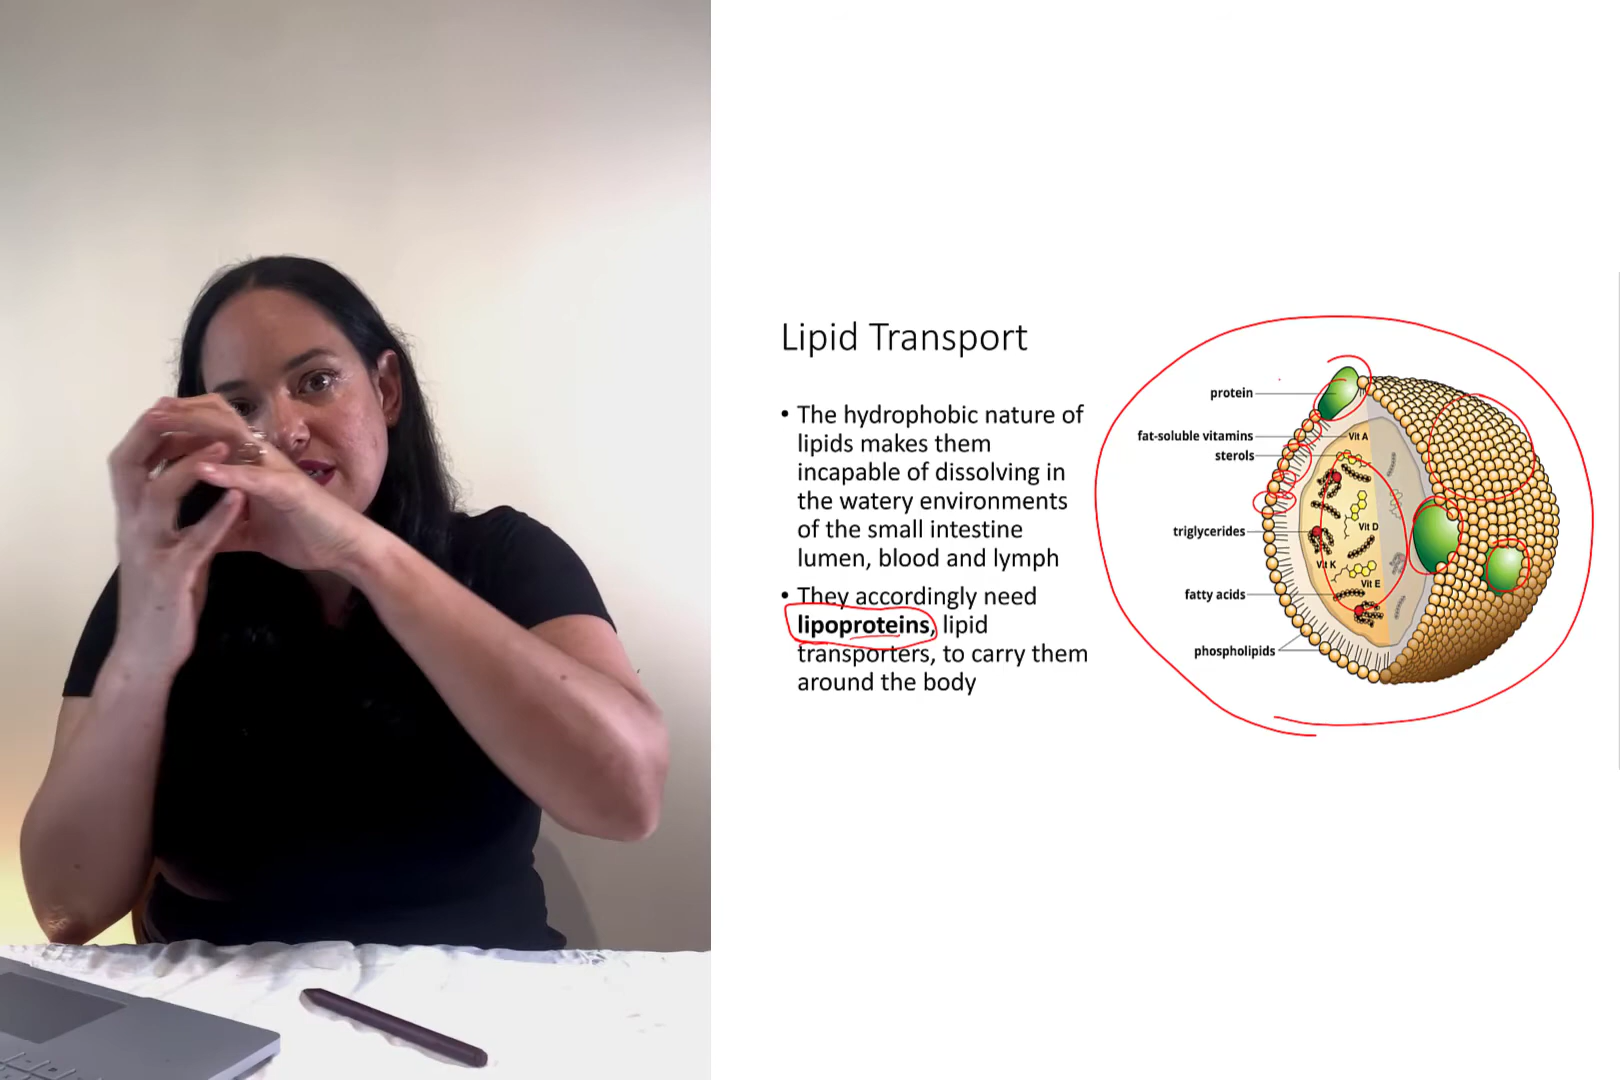 Lipid Transport
• The hydrophobic nature of
lipids makes them
incapable of dissolving in
the watery environments
of the small intestine
lumen, blood and lymph
• They accordingly need
lipoproteins, lipid
transporters, to carry them
around the body
protein
fat-soluble vitamins
sterols
triglycerides
fatty acids
phospholipids
Vit A
Vit D
Vit K
Vit E